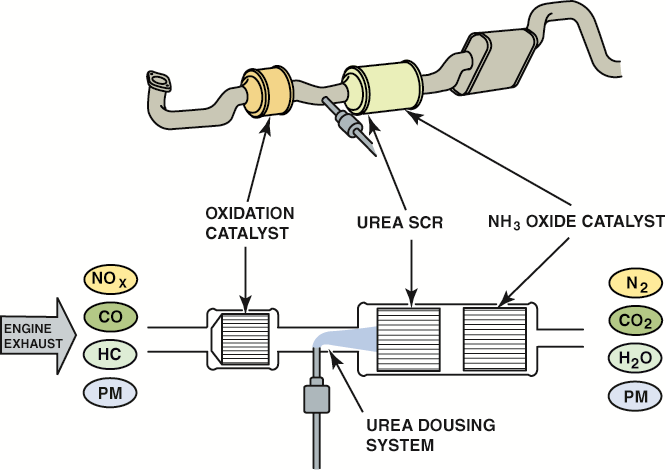 OXIDATION
CATALYST
UREA SCR
NH₃ OXIDE CATALYST
ENGINE
EXHAUST
NOₓ
CO
HC
PM
N₂
CO₂
H₂O
PM
UREA DOUSING
SYSTEM